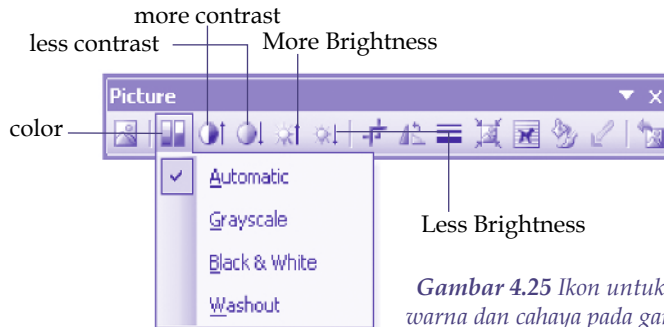 more contrast
less contrast
More Brightness
Picture
color
Automatic
Grayscale
Black & White
Washout
Less Brightness
Gambar 4.25 Ikon untuk
warna dan cahaya pada